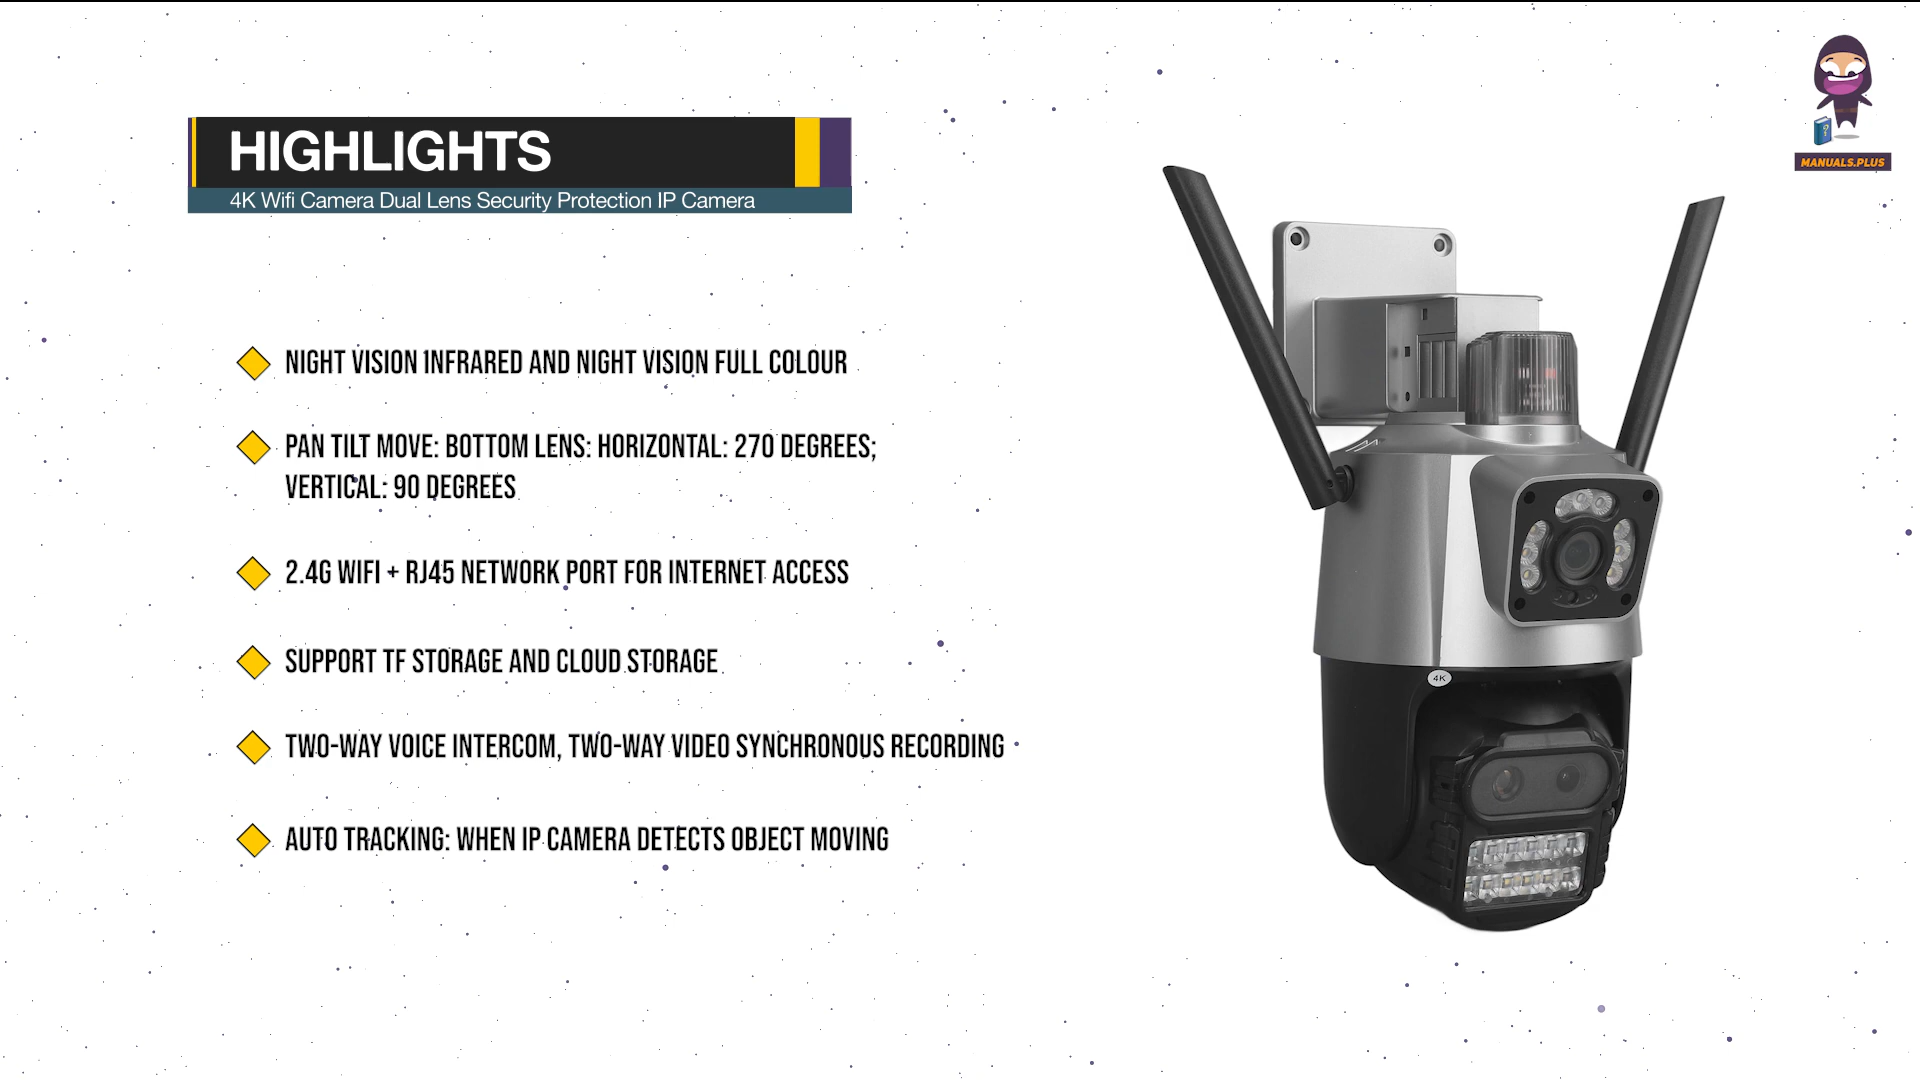 MANUALS.PLUS
HIGHLIGHTS
4K Wifi Camera Dual Lens Security Protection IP Camera
NIGHT VISION 1NFRARED AND NIGHT VISION FULL COLOUR
PAN TILT MOVE: BOTTOM LENS: HORIZONTAL: 270 DEGREES;
VERTICAL: 90 DEGREES
2.4G WIFI + RJ45 NETWORK PORT FOR INTERNET ACCESS
SUPPORT TF STORAGE AND CLOUD STORAGE
TWO-WAY VOICE INTERCOM, TWO-WAY VIDEO SYNCHRONOUS RECORDING
AUTO TRACKING: WHEN IP CAMERA DETECTS OBJECT MOVING
4K